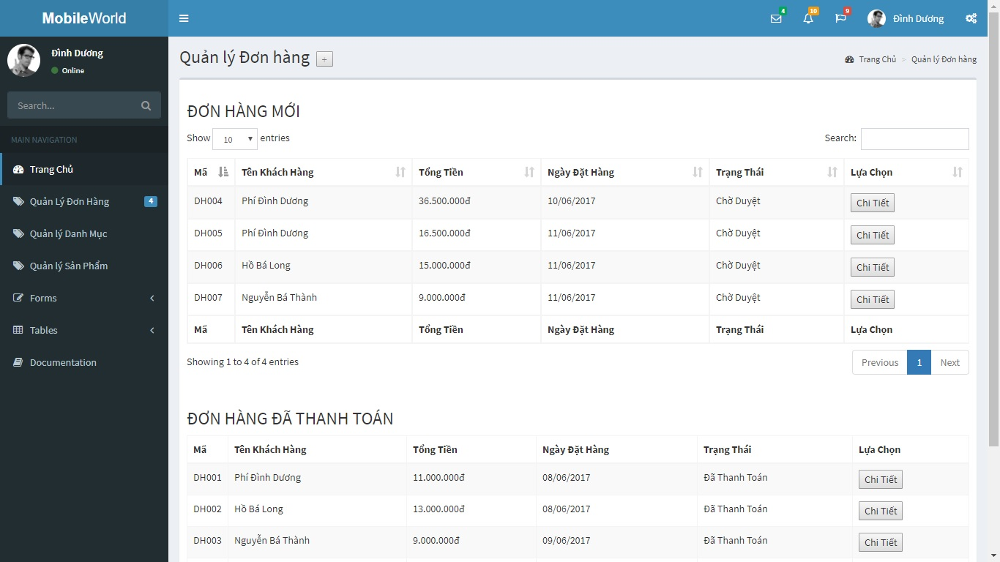 MobileWorld
4
10
9
Đình Dương
Đình Dương
Online
Search...
MAIN NAVIGATION
Trang Chủ
Quản Lý Đơn Hàng 4
Quản lý Danh Mục
Quản lý Sản Phẩm
Forms
Tables
Documentation
Quản lý Đơn hàng +
Trang Chủ > Quản lý Đơn hàng
ĐƠN HÀNG MỚI
Show 10 entries Search:
Mã Tên Khách Hàng Tổng Tiền Ngày Đặt Hàng Trạng Thái Lựa Chọn
DH004 Phí Đình Dương 36.500.000đ 10/06/2017 Chờ Duyệt Chi Tiết
DH005 Phí Đình Dương 16.500.000đ 11/06/2017 Chờ Duyệt Chi Tiết
DH006 Hồ Bá Long 15.000.000đ 11/06/2017 Chờ Duyệt Chi Tiết
DH007 Nguyễn Bá Thành 9.000.000đ 11/06/2017 Chờ Duyệt Chi Tiết
Mã Tên Khách Hàng Tổng Tiền Ngày Đặt Hàng Trạng Thái Lựa Chọn
Showing 1 to 4 of 4 entries Previous 1 Next
ĐƠN HÀNG ĐÃ THANH TOÁN
Mã Tên Khách Hàng Tổng Tiền Ngày Đặt Hàng Trạng Thái Lựa Chọn
DH001 Phí Đình Dương 11.000.000đ 08/06/2017 Đã Thanh Toán Chi Tiết
DH002 Hồ Bá Long 13.000.000đ 08/06/2017 Đã Thanh Toán Chi Tiết
DH003 Nguyễn Bá Thành 9.000.000đ 09/06/2017 Đã Thanh Toán Chi Tiết